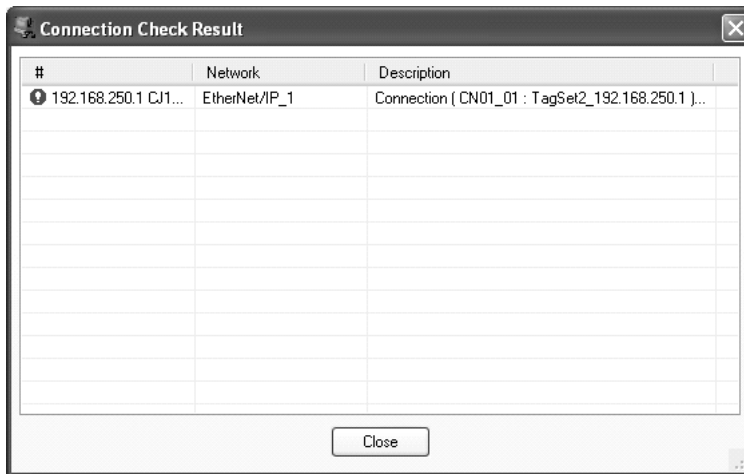 Connection Check Result
# Network Description
192.168.250.1 CJ1... EtherNet/IP_1 Connection ( CN01_01 : TagSet2_192.168.250.1 )...
Close